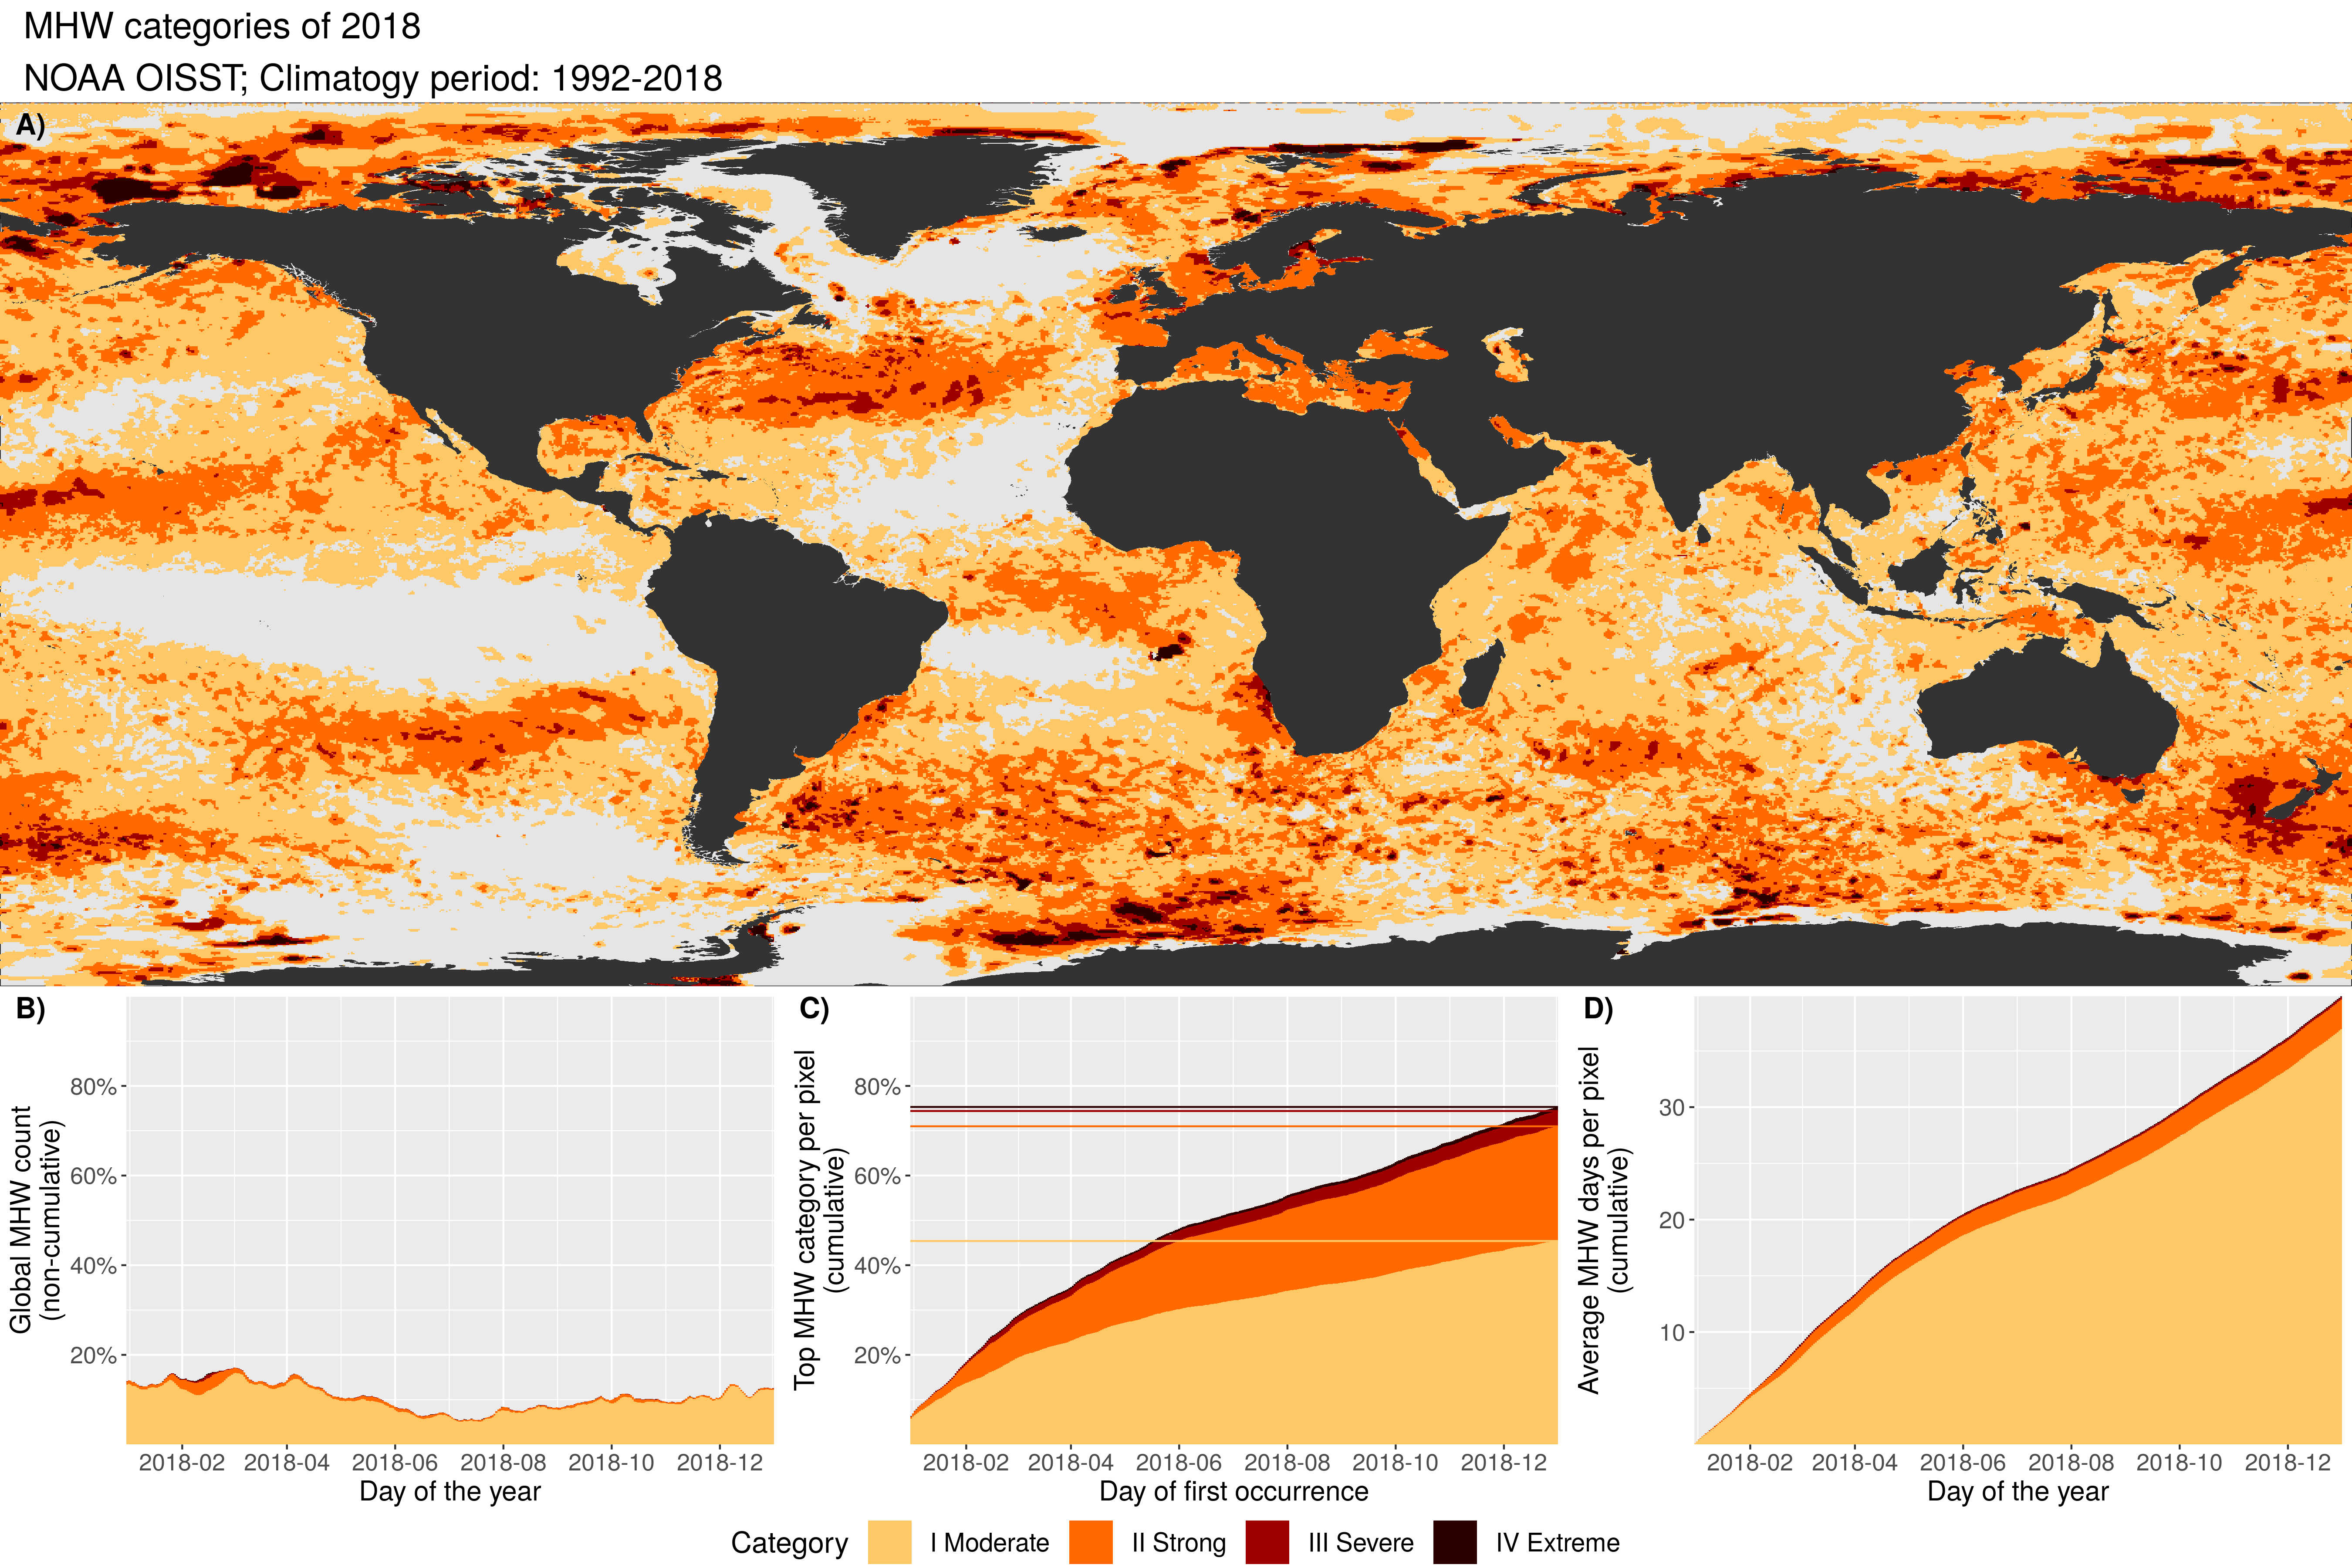 MHW categories of 2018
NOAA OISST; Climatogy period: 1992-2018
A)
B)
Global MHW count
(non-cumulative)
80%
60%
40%
20%
2018-02 2018-04 2018-06 2018-08 2018-10 2018-12
Day of the year
C)
Top MHW category per pixel
(cumulative)
80%
60%
40%
20%
2018-02 2018-04 2018-06 2018-08 2018-10 2018-12
Day of first occurrence
D)
Average MHW days per pixel
(cumulative)
30
20
10
2018-02 2018-04 2018-06 2018-08 2018-10 2018-12
Day of the year
Category I Moderate II Strong III Severe IV Extreme